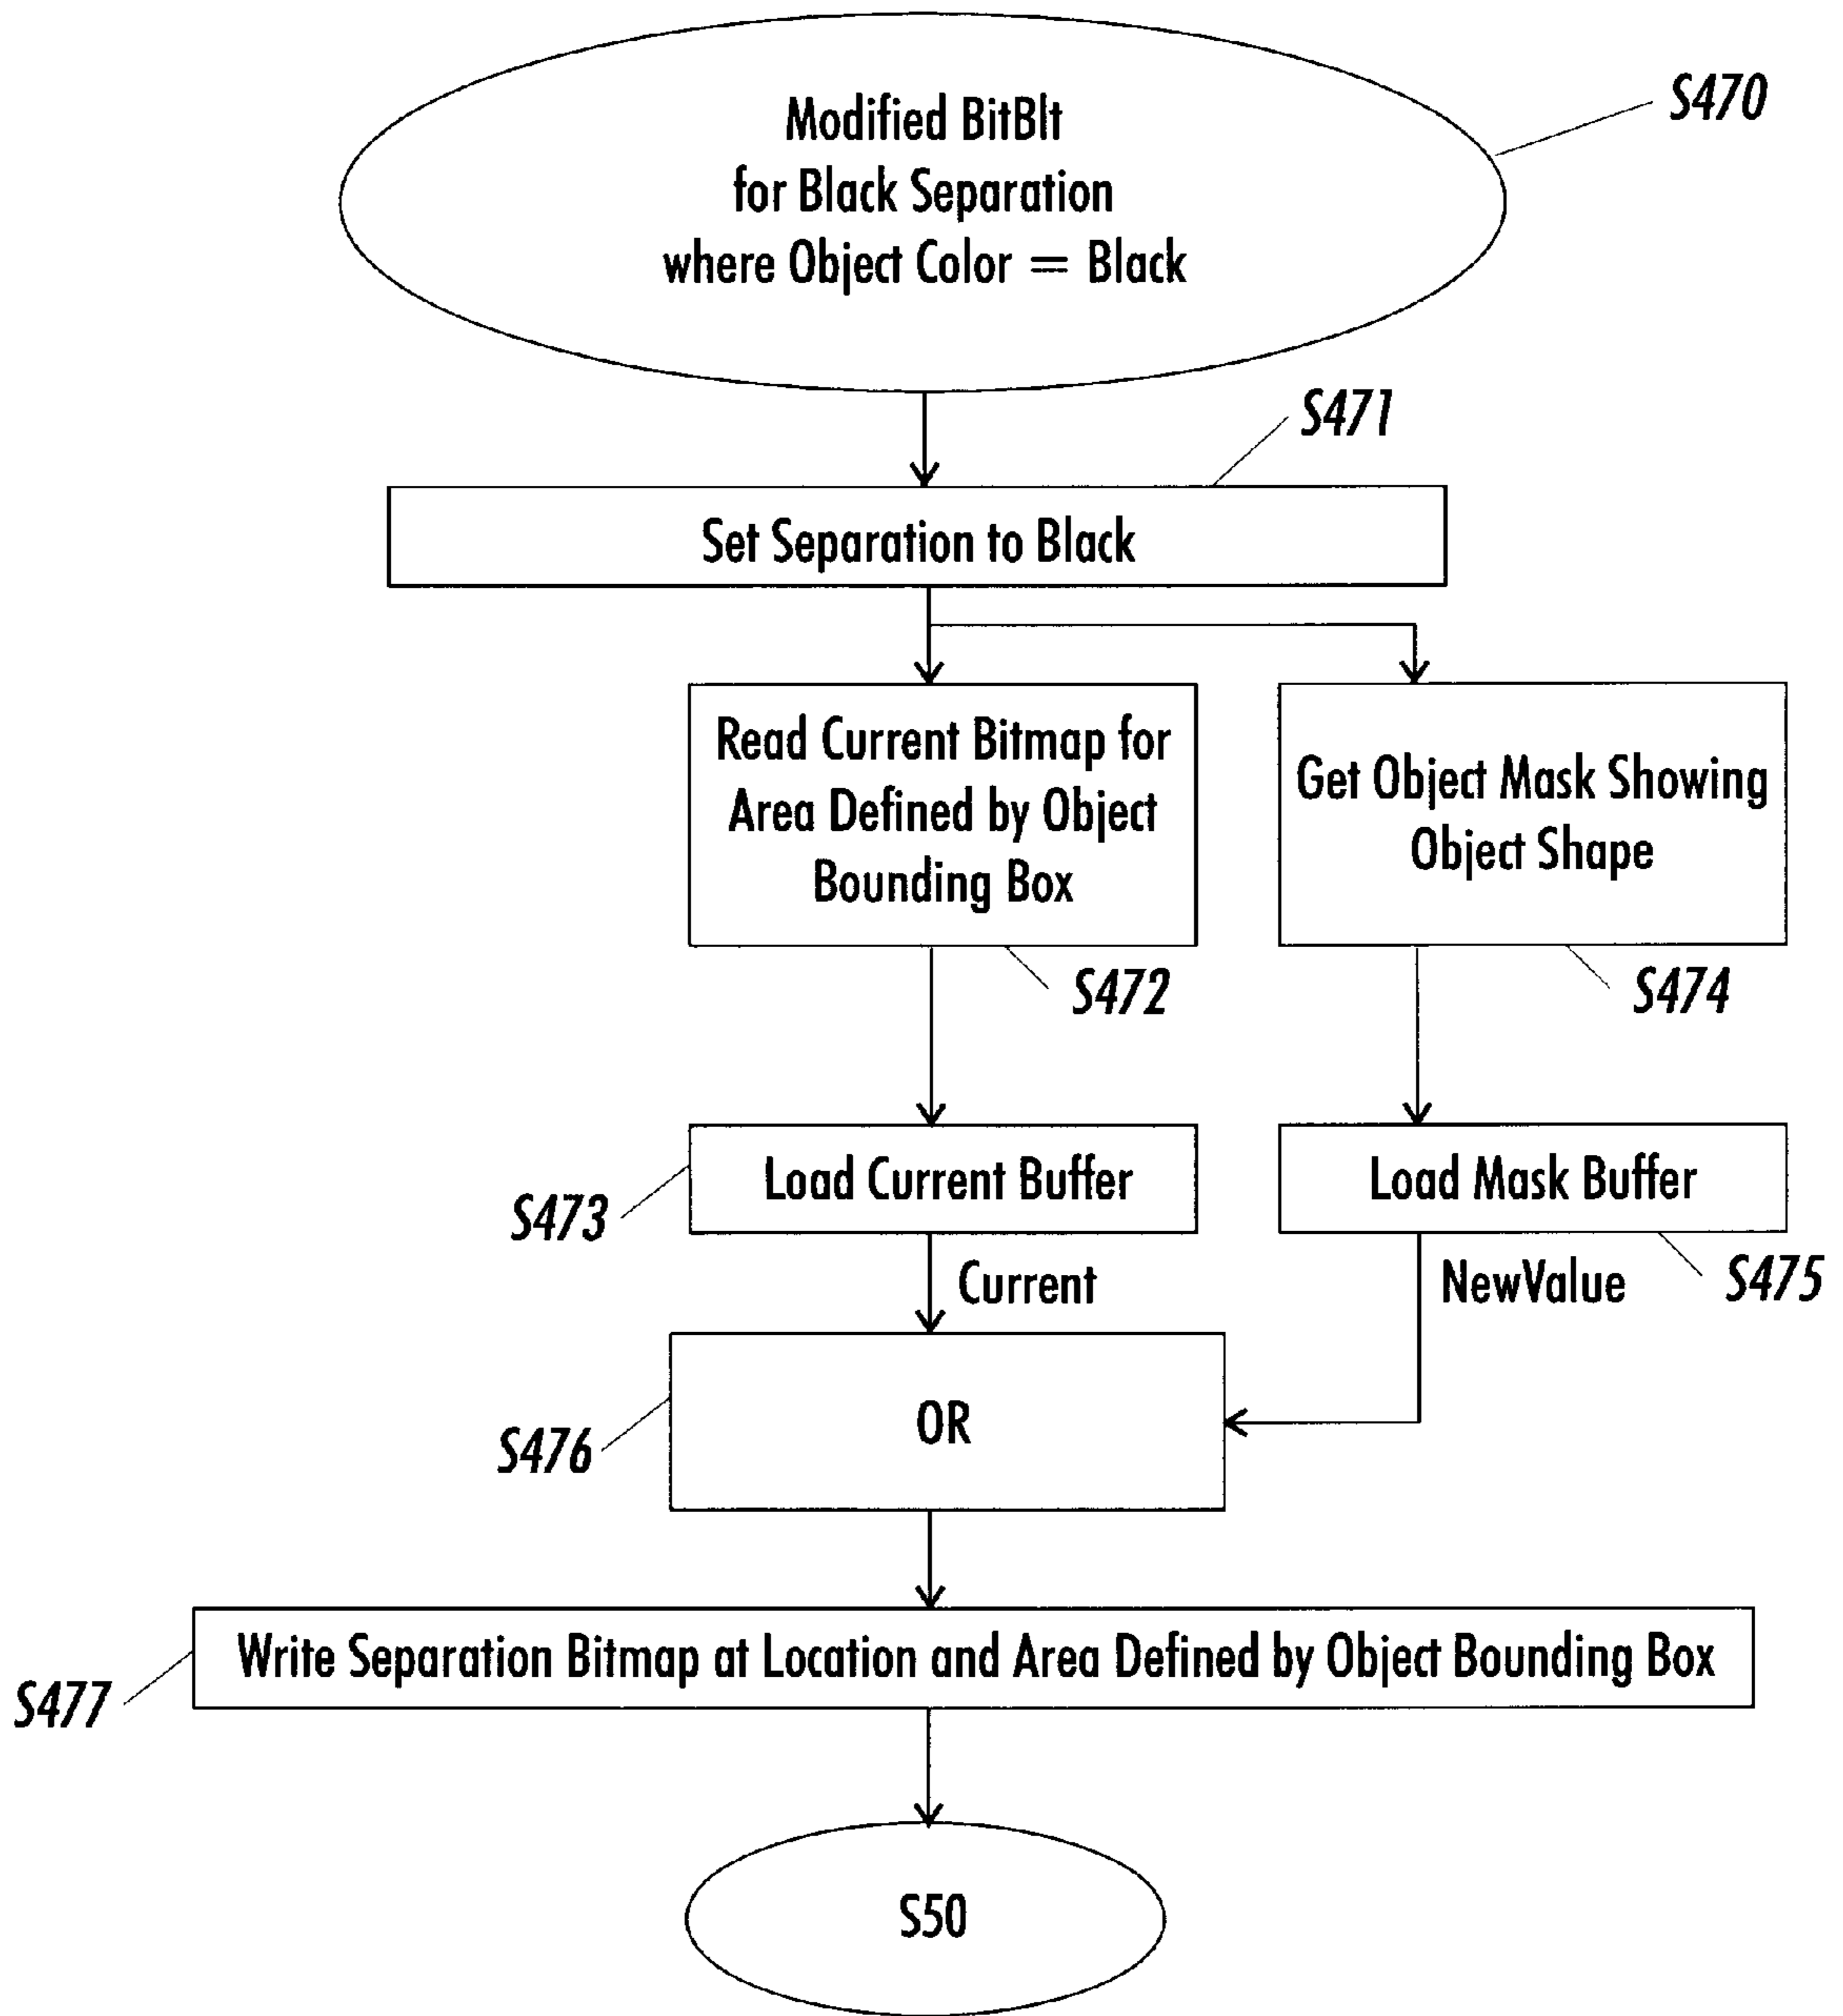 Modified BitBlt
for Black Separation
where Object Color = Black
S470
S471
Set Separation to Black
Read Current Bitmap for
Area Defined by Object
Bounding Box
S472
Get Object Mask Showing
Object Shape
S474
Load Current Buffer
S473
Load Mask Buffer
S475
Current
NewValue
OR
S476
Write Separation Bitmap at Location and Area Defined by Object Bounding Box
S477
S50